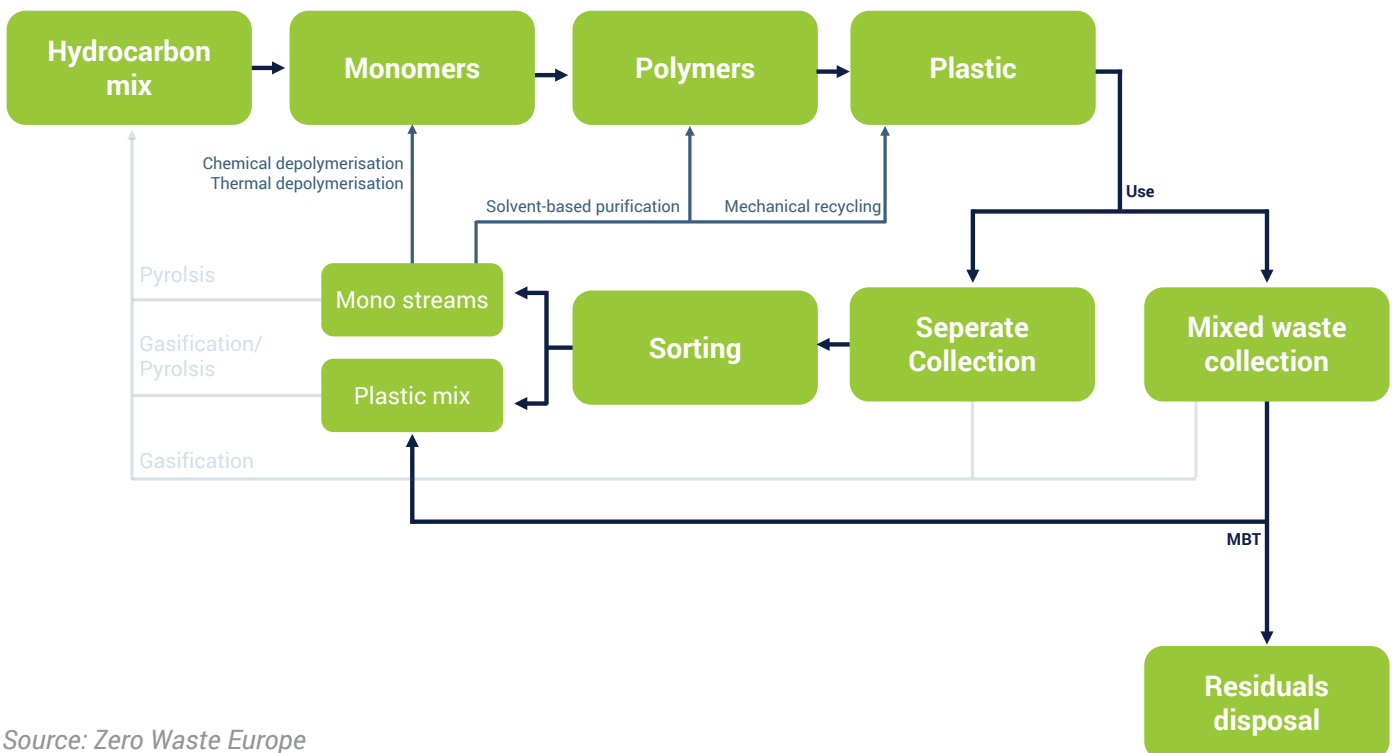 Hydrocarbon
mix
Monomers
Polymers
Plastic
Chemical depolymerisation
Thermal depolymerisation
Solvent-based purification
Mechanical recycling
Use
Pyrolsis
Mono streams
Gasification/
Pyrolsis
Plastic mix
Sorting
Seperate
Collection
Mixed waste
collection
Gasification
MBT
Residuals
disposal
Source: Zero Waste Europe